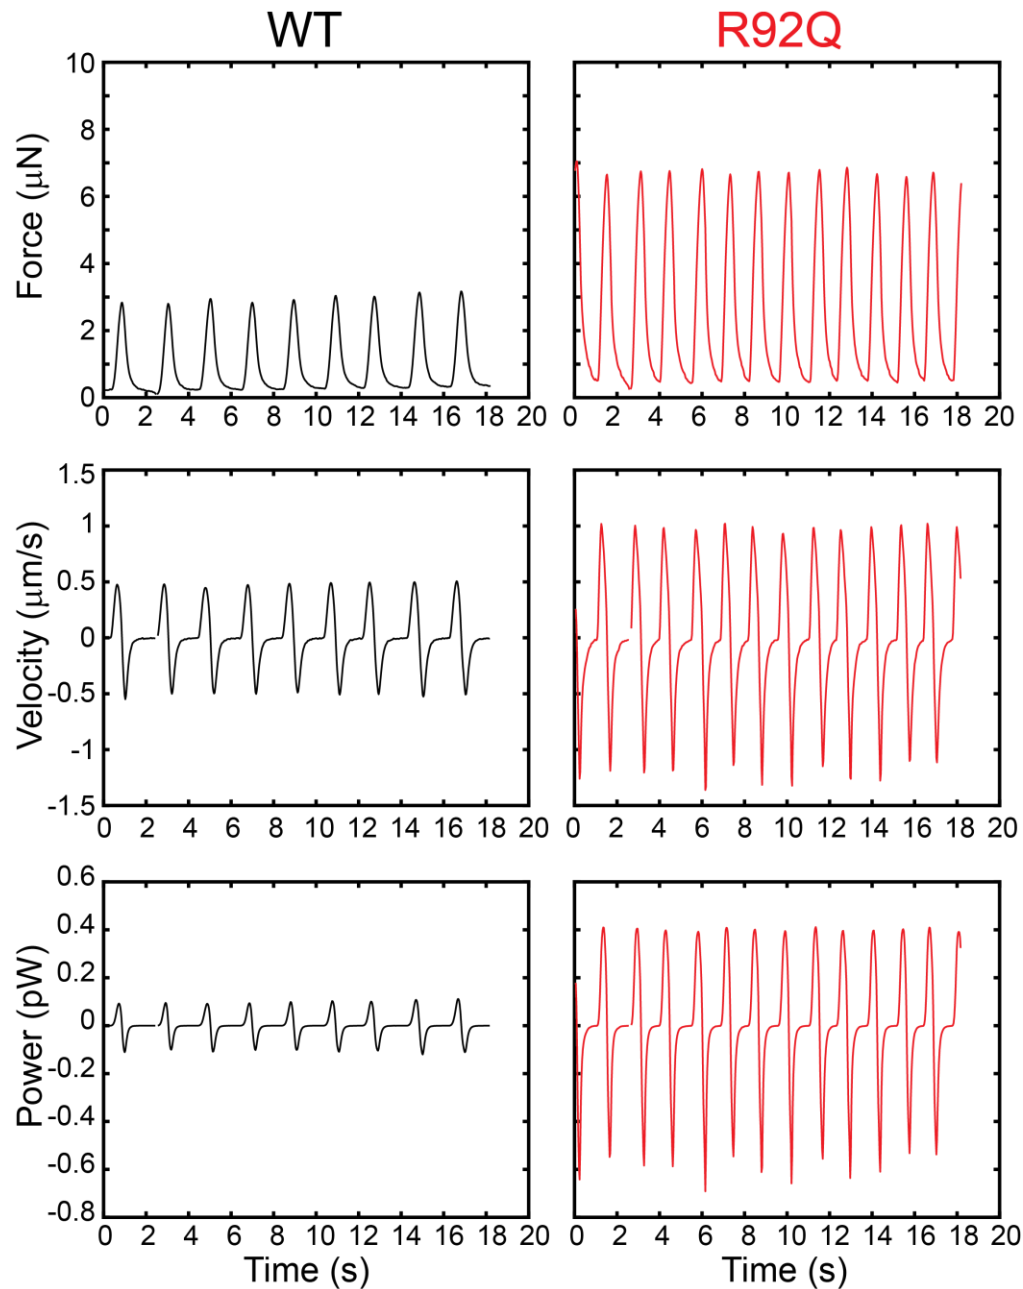 WT
R92Q
Force (μN)
10
8
6
4
2
0
0 2 4 6 8 10 12 14 16 18 20
0 2 4 6 8 10 12 14 16 18 20
Velocity (μm/s)
1.5
1
0.5
0
-0.5
-1
-1.5
0 2 4 6 8 10 12 14 16 18 20
0 2 4 6 8 10 12 14 16 18 20
Power (pW)
0.6
0.4
0.2
0
-0.2
-0.4
-0.6
-0.8
0 2 4 6 8 10 12 14 16 18 20
0 2 4 6 8 10 12 14 16 18 20
Time (s)
Time (s)